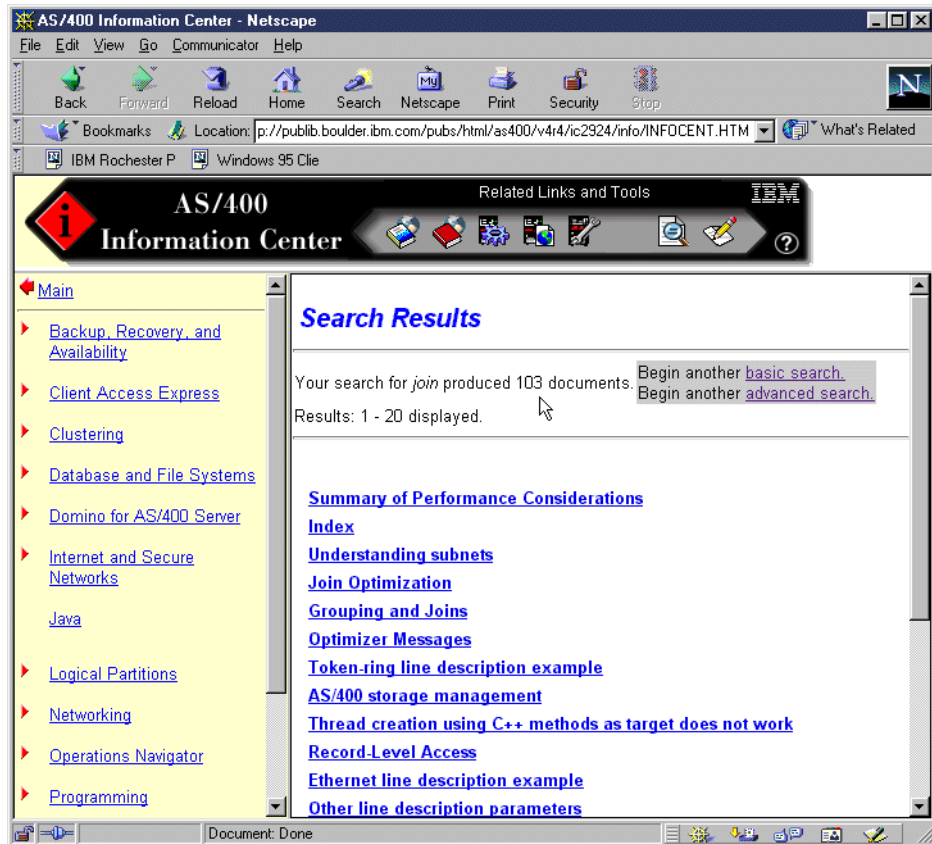 AS/400 Information Center - Netscape
File Edit View Go Communicator Help
Back Forward Reload Home Search Netscape Print Security Stop
My
N
Bookmarks Location: p://publib.boulder.ibm.com/pubs/html/as400/v4r4/ic2924/info/INFOCENT.HTM What's Related
IBM Rochester P Windows 95 Clie
i
AS/400
Information Center
Related Links and Tools
IBM
?
Main
Backup, Recovery, and
Availability
Client Access Express
Clustering
Database and File Systems
Domino for AS/400 Server
Internet and Secure
Networks
Java
Logical Partitions
Networking
Operations Navigator
Programming
Search Results
Your search for join produced 103 documents.
Begin another basic search.
Begin another advanced search.
Results: 1 - 20 displayed.
Summary of Performance Considerations
Index
Understanding subnets
Join Optimization
Grouping and Joins
Optimizer Messages
Token-ring line description example
AS/400 storage management
Thread creation using C++ methods as target does not work
Record-Level Access
Ethernet line description example
Other line description parameters
Document: Done